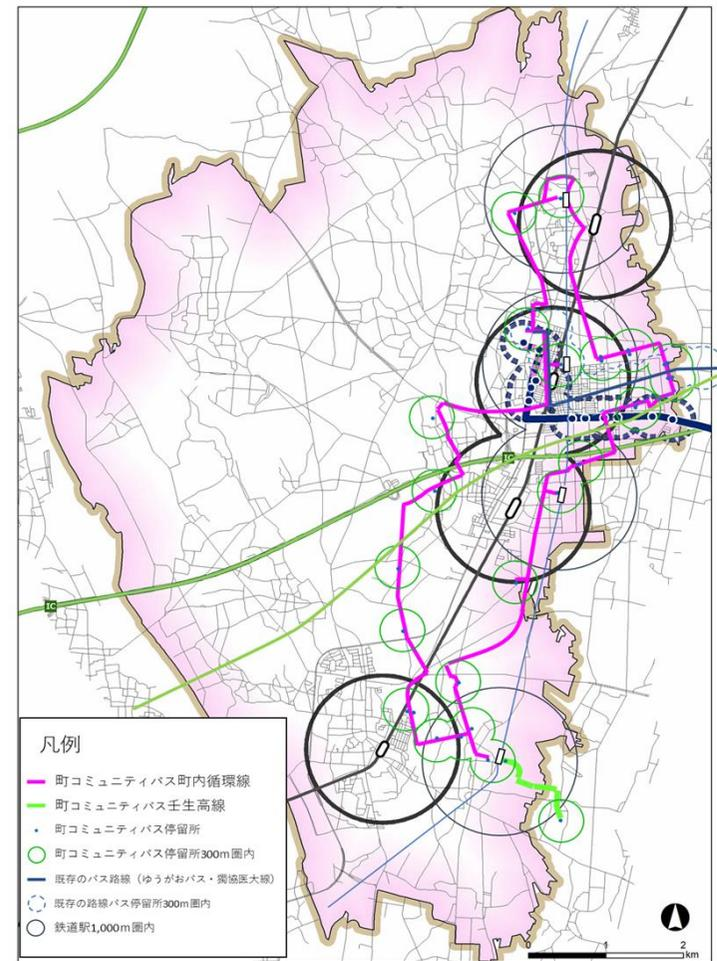 IC
IC
凡例
町コミュニティバス町内循環線
町コミュニティバス壬生高線
町コミュニティバス停留所
町コミュニティバス停留所300m圏内
既存のバス路線（ゆうがおバス・獨協医大線）
既存の路線バス停留所300m圏内
鉄道駅1,000m圏内
0 1 2
km